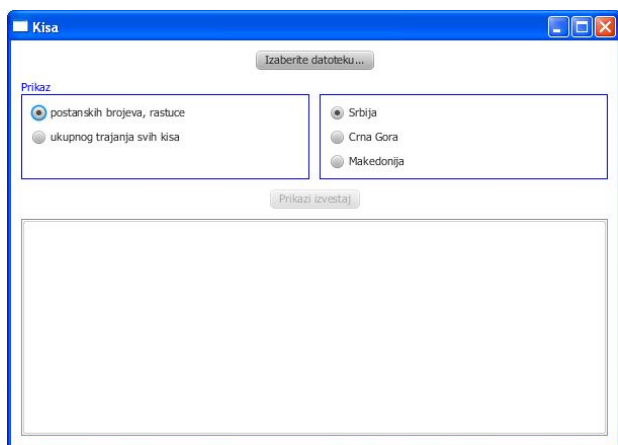 Kisa
Izaberite datoteku...
Prikaz
postanskih brojeva, rastuce
ukupnog trajanja svih kisa
Srbija
Crna Gora
Makedonija
Prikazi izvestaj